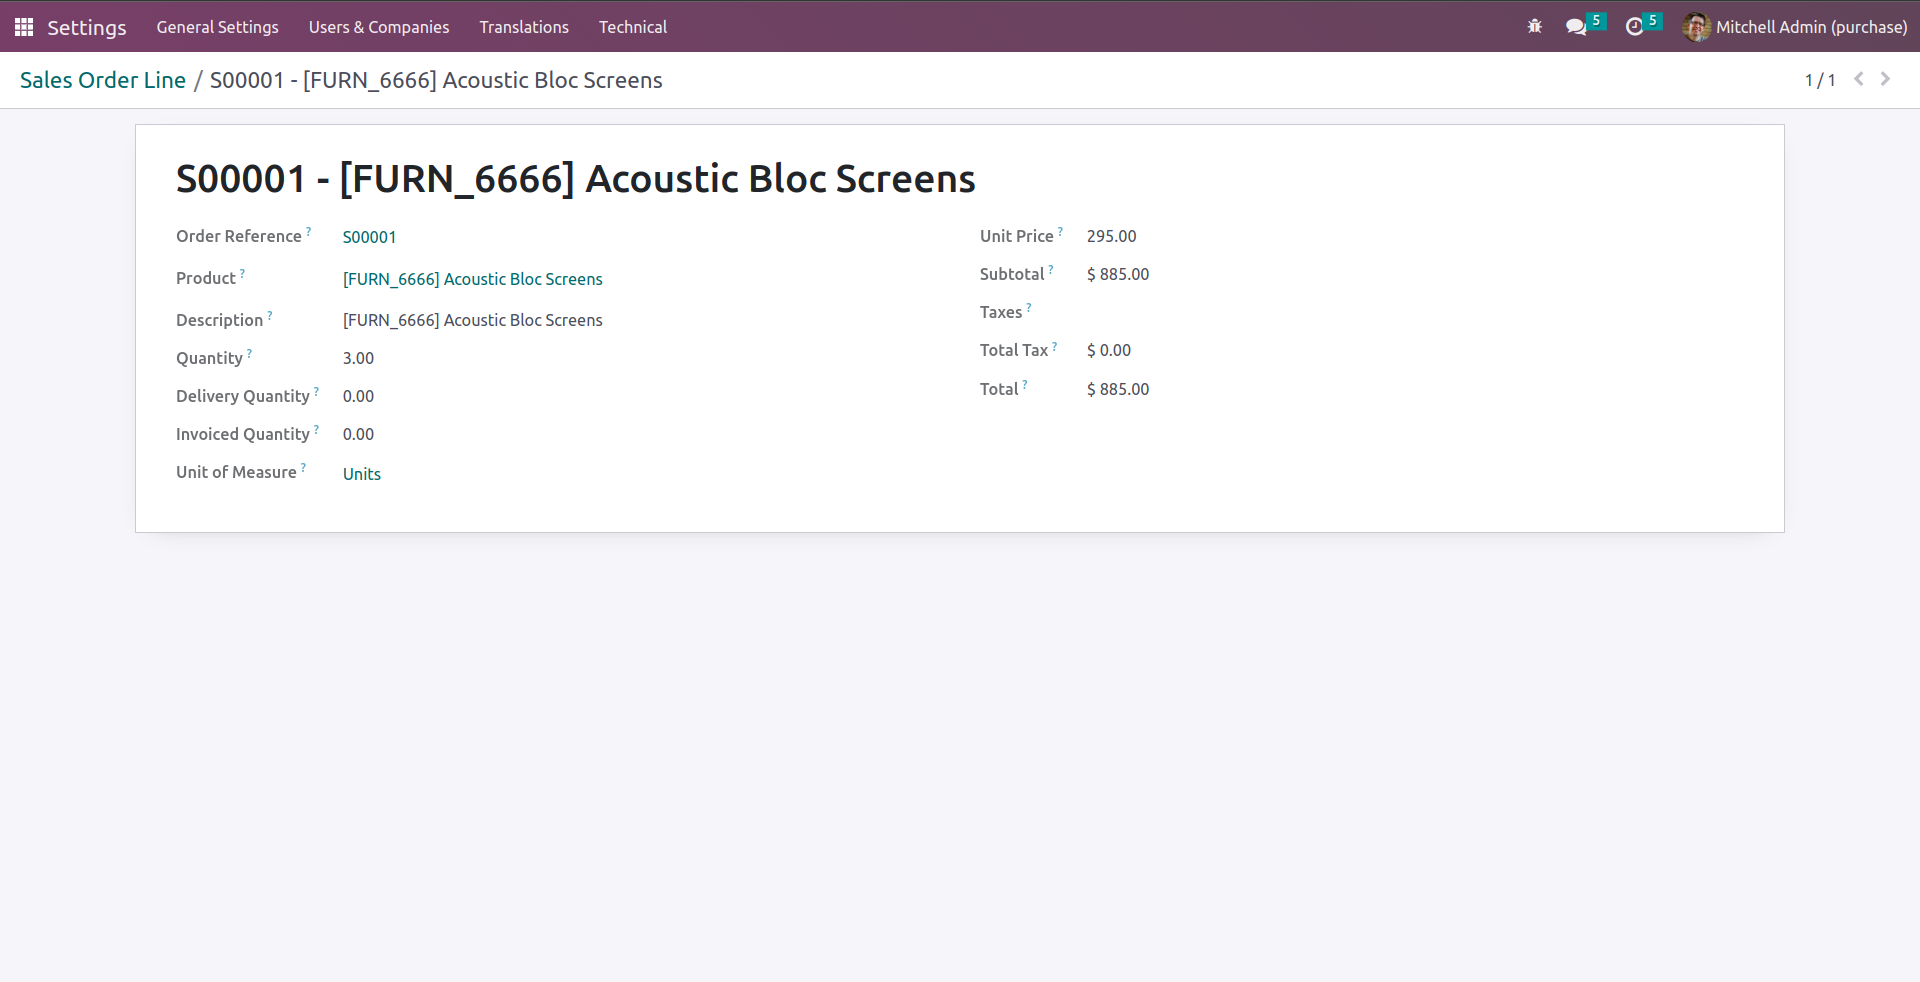 Settings General Settings Users & Companies Translations Technical 5 5 Mitchell Admin (purchase)
Sales Order Line / S00001 - [FURN_6666] Acoustic Bloc Screens 1 / 1
S00001 - [FURN_6666] Acoustic Bloc Screens
Order Reference ? S00001
Product ? [FURN_6666] Acoustic Bloc Screens
Description ? [FURN_6666] Acoustic Bloc Screens
Quantity ? 3.00
Delivery Quantity ? 0.00
Invoiced Quantity ? 0.00
Unit of Measure ? Units
Unit Price ? 295.00
Subtotal ? $ 885.00
Taxes ?
Total Tax ? $ 0.00
Total ? $ 885.00